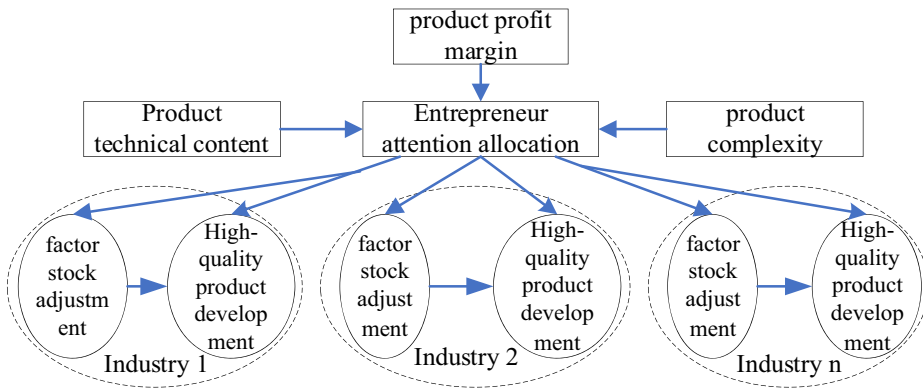 product profit
margin
Product
technical content
Entrepreneur
attention allocation
product
complexity
factor
stock
adjustm
ent
High-
quality
product
develop
ment
Industry 1
factor
stock
adjust
ment
High-
quality
product
develop
ment
Industry 2
factor
stock
adjust
ment
High-
quality
product
develop
ment
Industry n